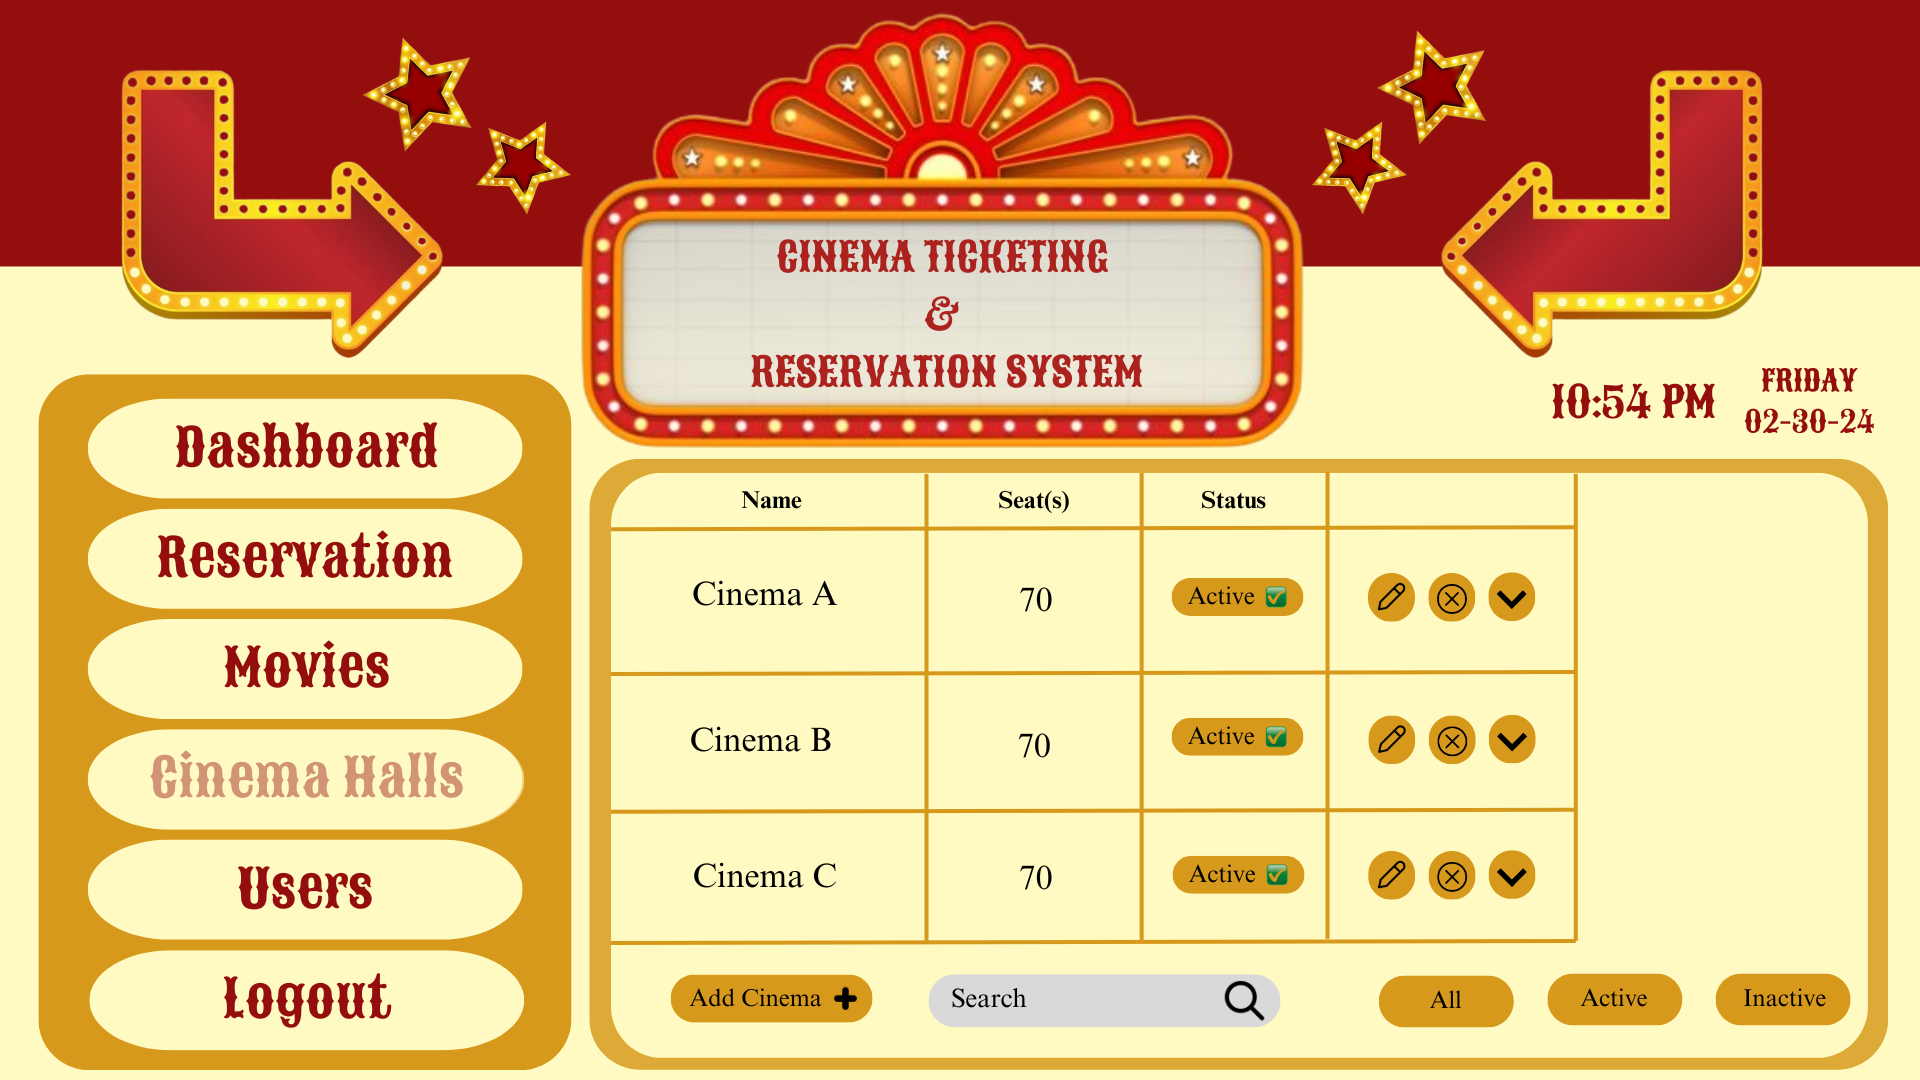 CINEMA TICKETING
&
RESERVATION SYSTEM
10:54 PM
FRIDAY
02-30-24
Dashboard
Reservation
Movies
Cinema Halls
Users
Logout
Name Seat(s) Status
Cinema A 70 Active
Cinema B 70 Active
Cinema C 70 Active
Add Cinema Search All Active Inactive